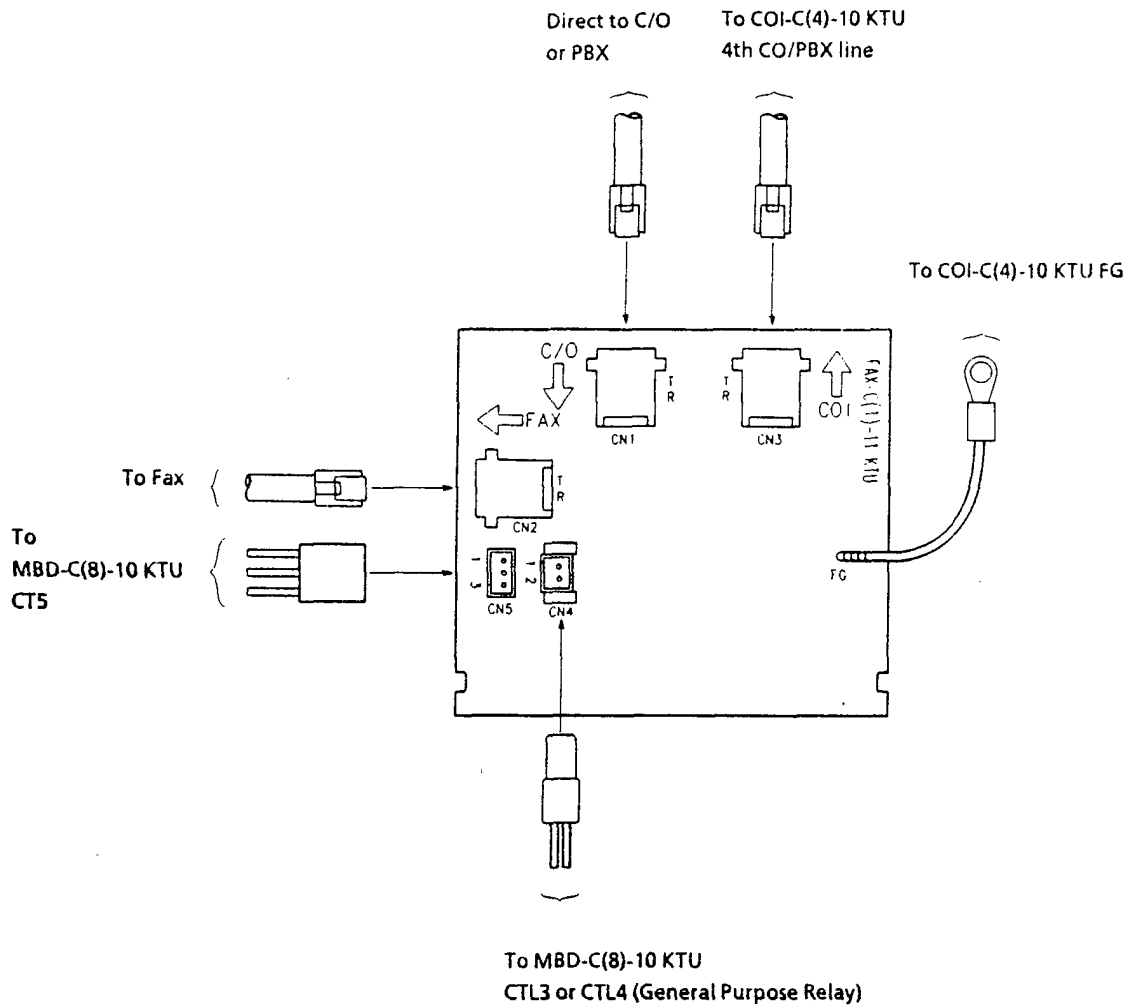 Direct to C/O
or PBX
To COI-C(4)-10 KTU
4th CO/PBX line
To COI-C(4)-10 KTU FG
C/O
T
R
CN1
T
R
CN3
COI
FAX-C(1)-11 KTU
FAX
T
R
CN2
To Fax
To
MBD-C(8)-10 KTU
CT5
1
3
CN5
1
2
CN4
FG
To MBD-C(8)-10 KTU
CTL3 or CTL4 (General Purpose Relay)